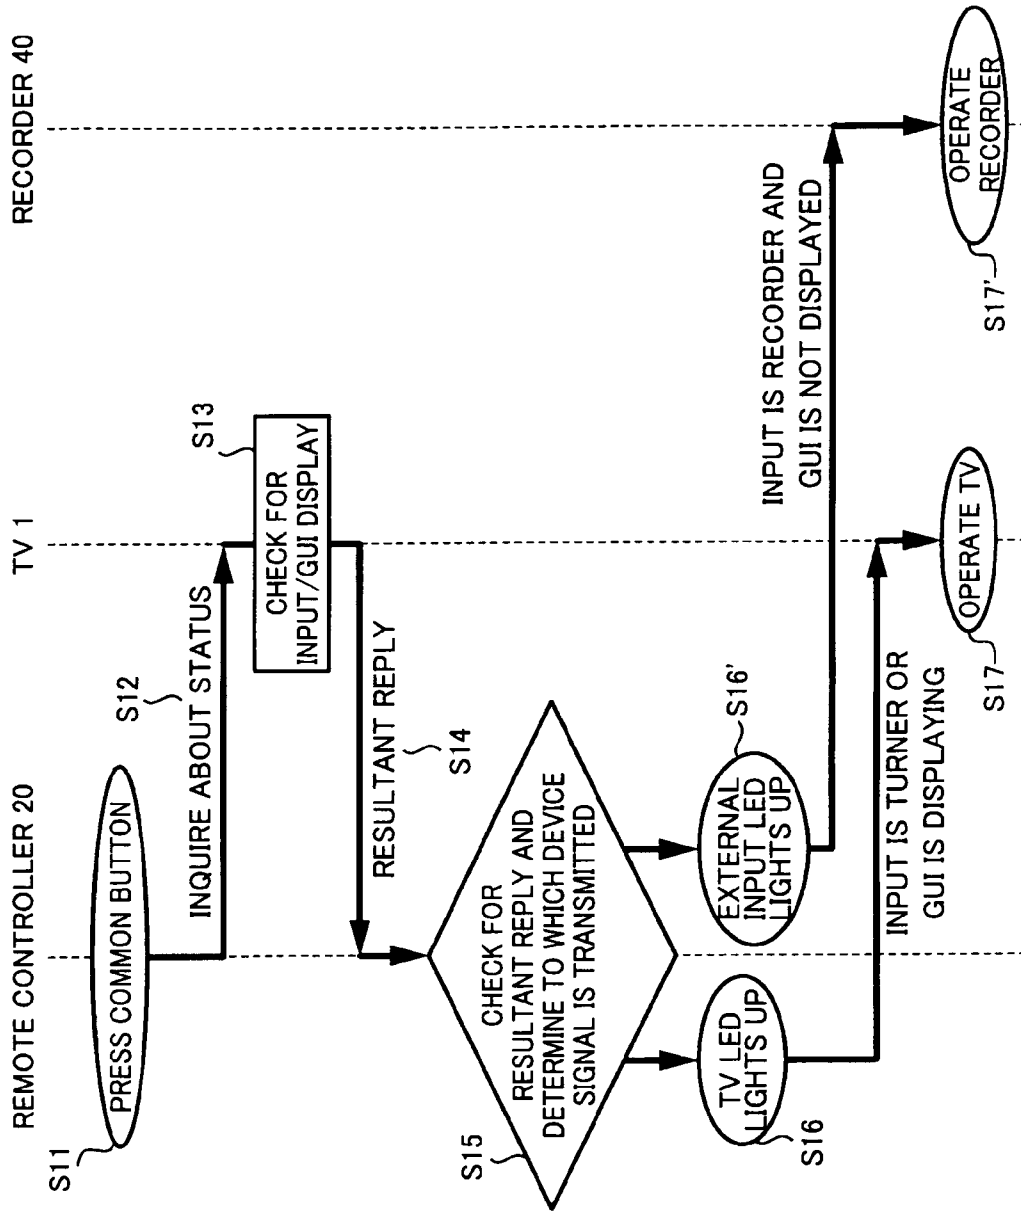 REMOTE CONTROLLER 20
TV 1
RECORDER 40
S11
PRESS COMMON BUTTON
S12
INQUIRE ABOUT STATUS
S13
CHECK FOR
INPUT/GUI DISPLAY
RESULTANT REPLY
S14
S15
CHECK FOR
RESULTANT REPLY AND
DETERMINE TO WHICH DEVICE
SIGNAL IS TRANSMITTED
TV LED
LIGHTS UP
S16
EXTERNAL
INPUT LED
LIGHTS UP
S16'
INPUT IS RECORDER AND
GUI IS NOT DISPLAYED
INPUT IS TURNER OR
GUI IS DISPLAYING
OPERATE TV
S17
OPERATE
RECORDER
S17'